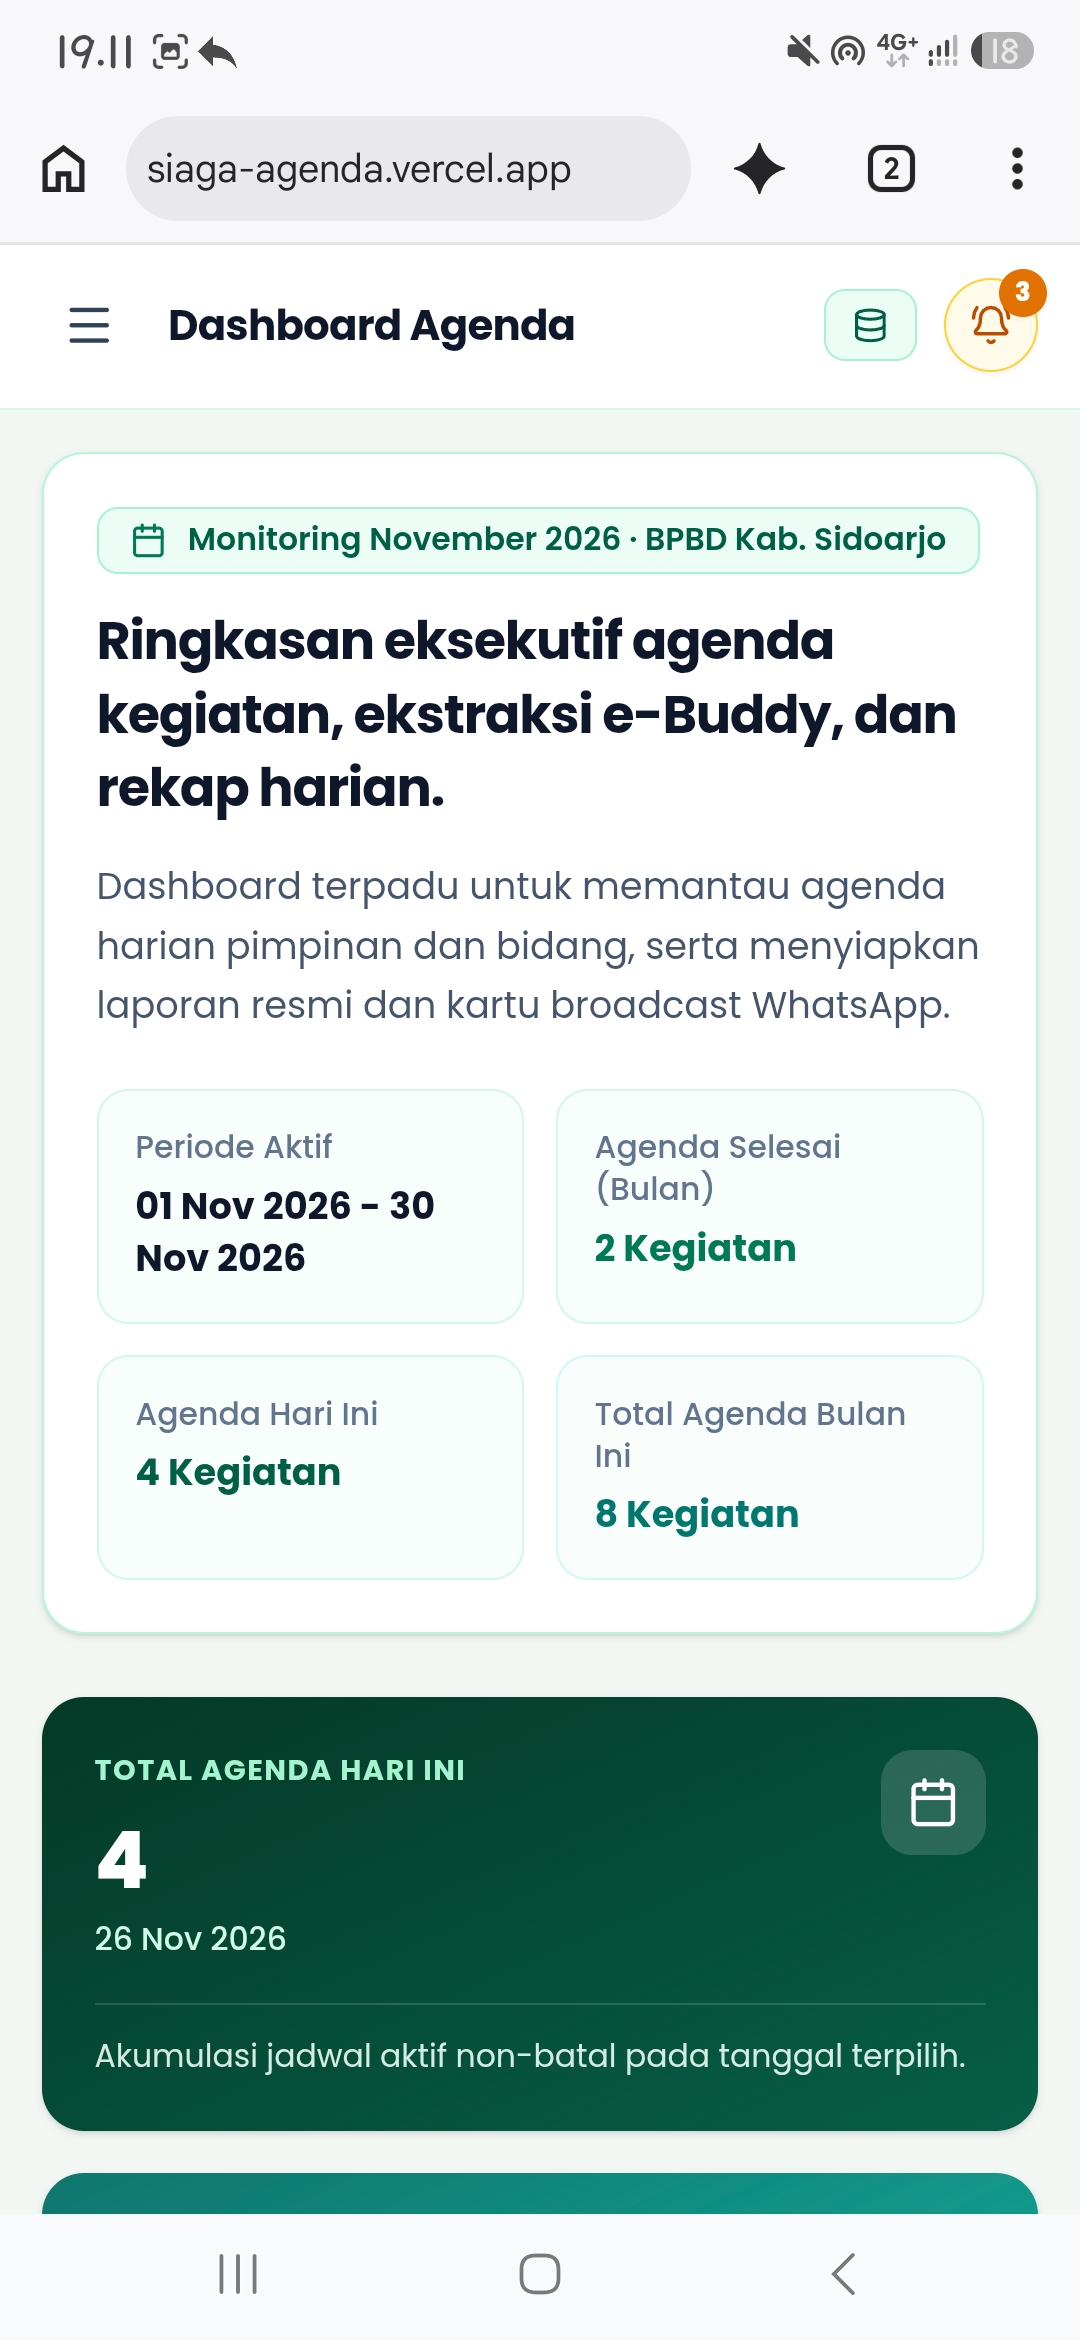 19.11
4G+
18
siaga-agenda.vercel.app
2
Dashboard Agenda
3
Monitoring November 2026 · BPBD Kab. Sidoarjo
Ringkasan eksekutif agenda
kegiatan, ekstraksi e-Buddy, dan
rekap harian.
Dashboard terpadu untuk memantau agenda
harian pimpinan dan bidang, serta menyiapkan
laporan resmi dan kartu broadcast WhatsApp.
Periode Aktif
01 Nov 2026 - 30
Nov 2026
Agenda Selesai
(Bulan)
2 Kegiatan
Agenda Hari Ini
4 Kegiatan
Total Agenda Bulan
Ini
8 Kegiatan
TOTAL AGENDA HARI INI
4
26 Nov 2026
Akumulasi jadwal aktif non-batal pada tanggal terpilih.